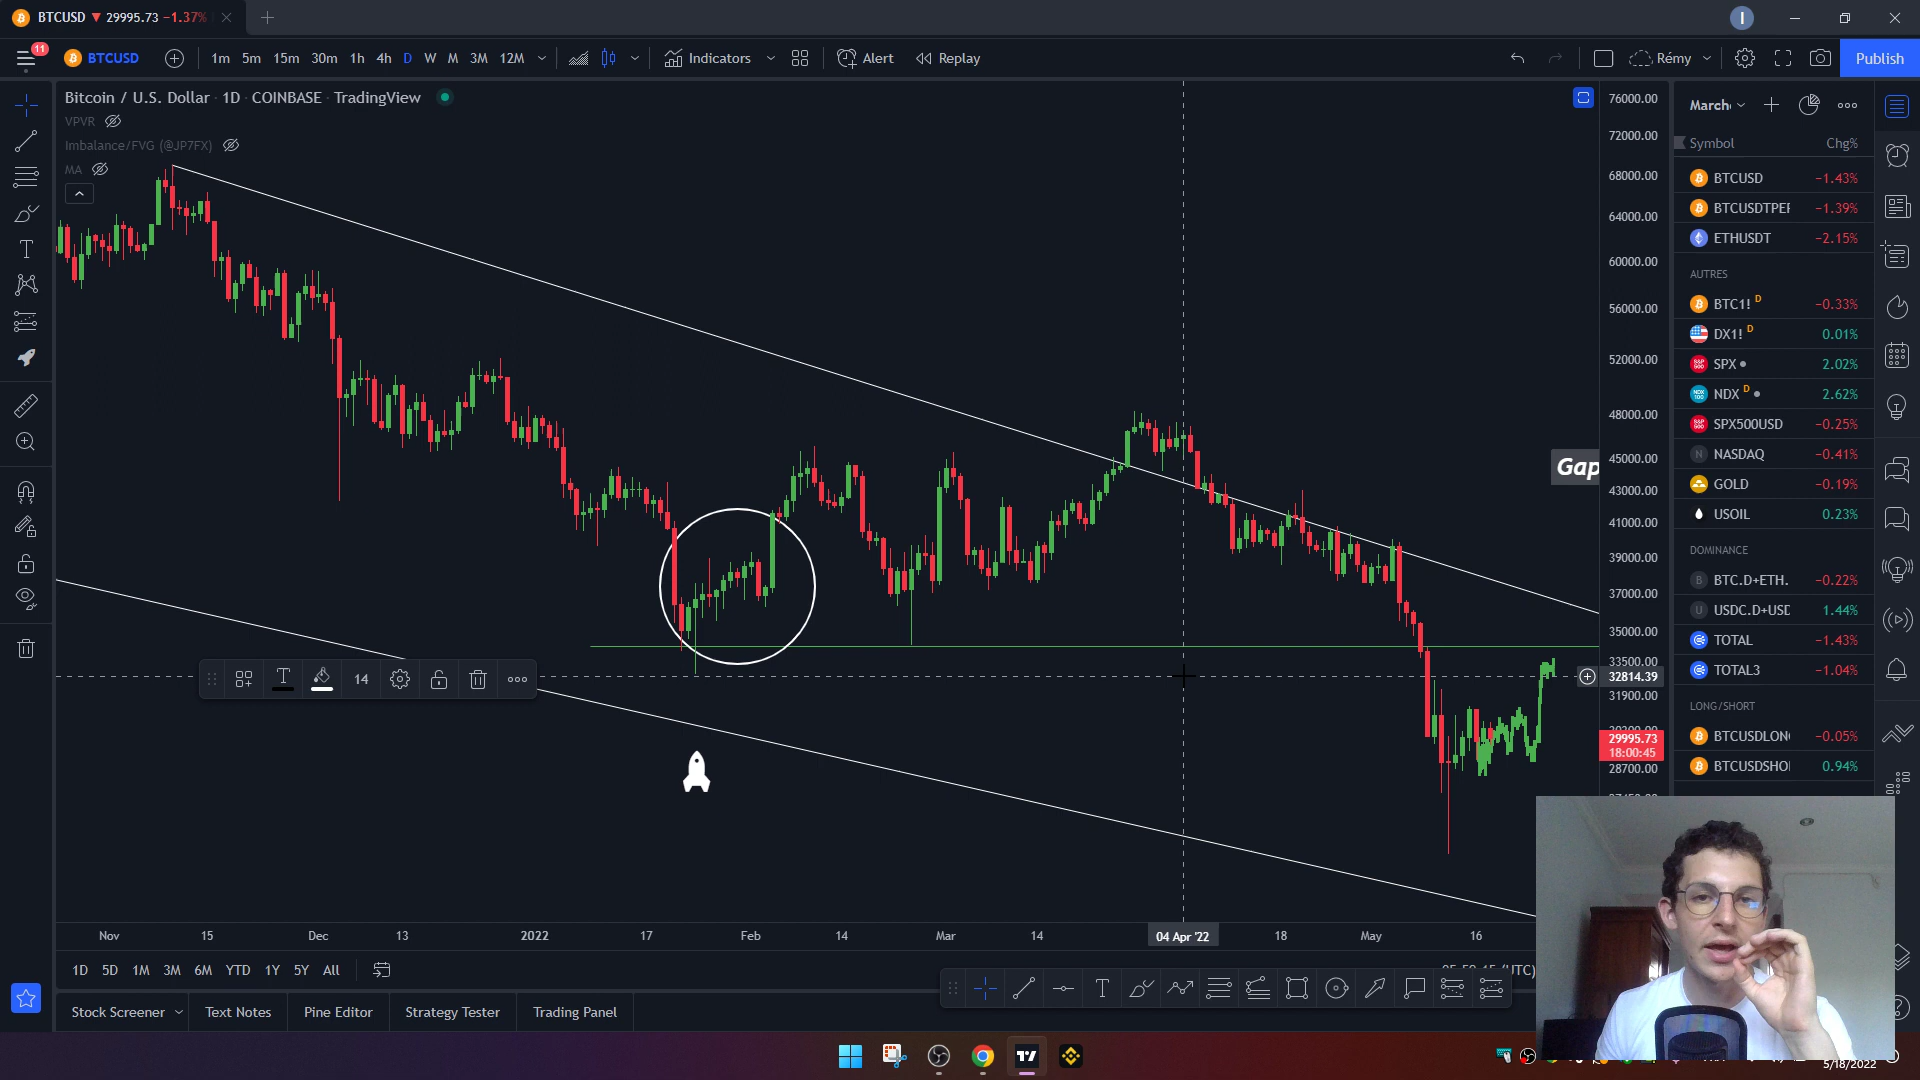 BTCUSD ▼ 29995.73 −1.37%
I
11
BTCUSD
1m 5m 15m 30m 1h 4h D W M 3M 12M
Indicators
Alert
Replay
Rémy
Publish
Bitcoin / U.S. Dollar · 1D · COINBASE · TradingView
VPVR
Imbalance/FVG (@JP7FX)
MA
76000.00
72000.00
68000.00
64000.00
60000.00
56000.00
52000.00
48000.00
45000.00
43000.00
41000.00
39000.00
37000.00
35000.00
33500.00
32814.39
31900.00
29995.73
18:00:45
28700.00
Gap
14
Nov 15 Dec 13 2022 17 Feb 14 Mar 14 04 Apr '22 18 May 16
1D 5D 1M 3M 6M YTD 1Y 5Y All
Stock Screener
Text Notes
Pine Editor
Strategy Tester
Trading Panel
Symbol Chg%
BTCUSD −1.43%
BTCUSDTPE −1.39%
ETHUSDT −2.15%
AUTRES
BTC1! D −0.33%
DX1! D 0.01%
SPX 2.02%
NDX D 2.62%
SPX500USD −0.25%
NASDAQ −0.41%
GOLD −0.19%
USOIL 0.23%
DOMINANCE
BTC.D+ETH. −0.22%
USDC.D+USD 1.44%
TOTAL −1.43%
TOTAL3 −1.04%
LONG/SHORT
BTCUSDLON −0.05%
BTCUSDSHO 0.94%
5/18/2022